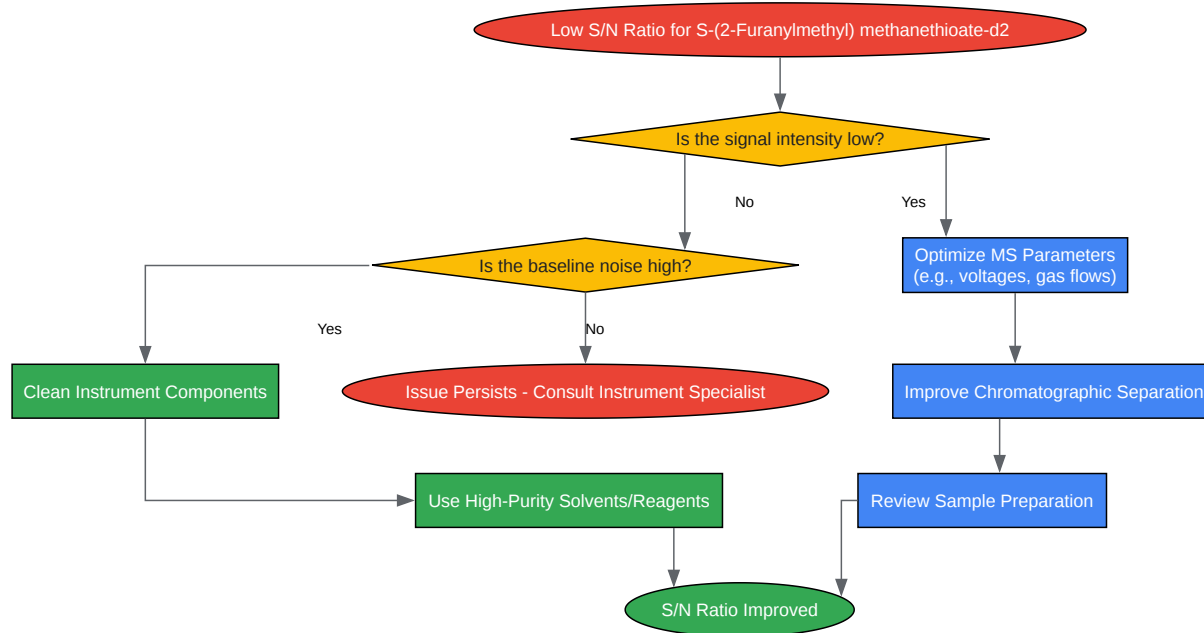 Low S/N Ratio for S-(2-Furanylmethyl) methanethioate-d2
Is the signal intensity low?
No
Yes
Is the baseline noise high?
Optimize MS Parameters
(e.g., voltages, gas flows)
Yes
No
Clean Instrument Components
Issue Persists - Consult Instrument Specialist
Improve Chromatographic Separation
Use High-Purity Solvents/Reagents
Review Sample Preparation
S/N Ratio Improved